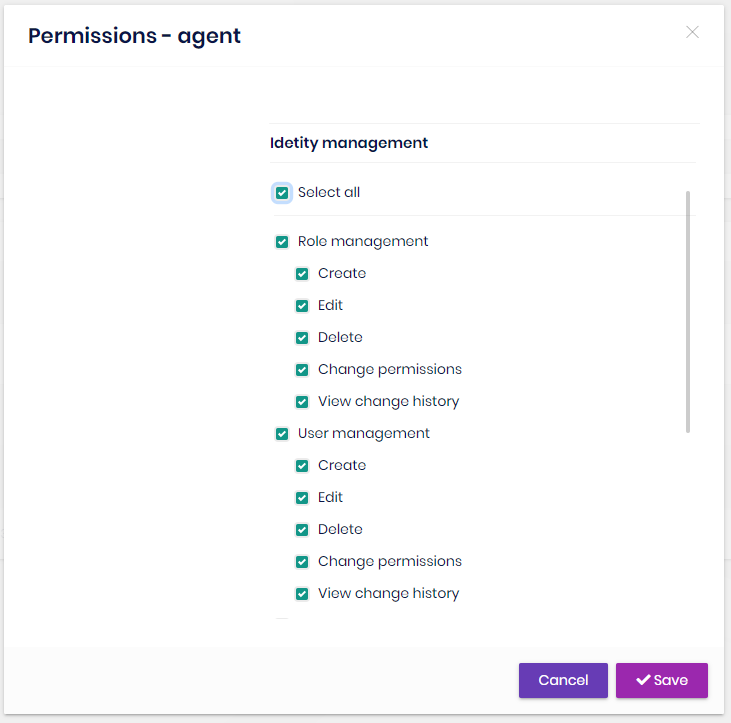 Permissions - agent
Idetity management
Select all
Role management
Create
Edit
Delete
Change permissions
View change history
User management
Create
Edit
Delete
Change permissions
View change history
Cancel
Save